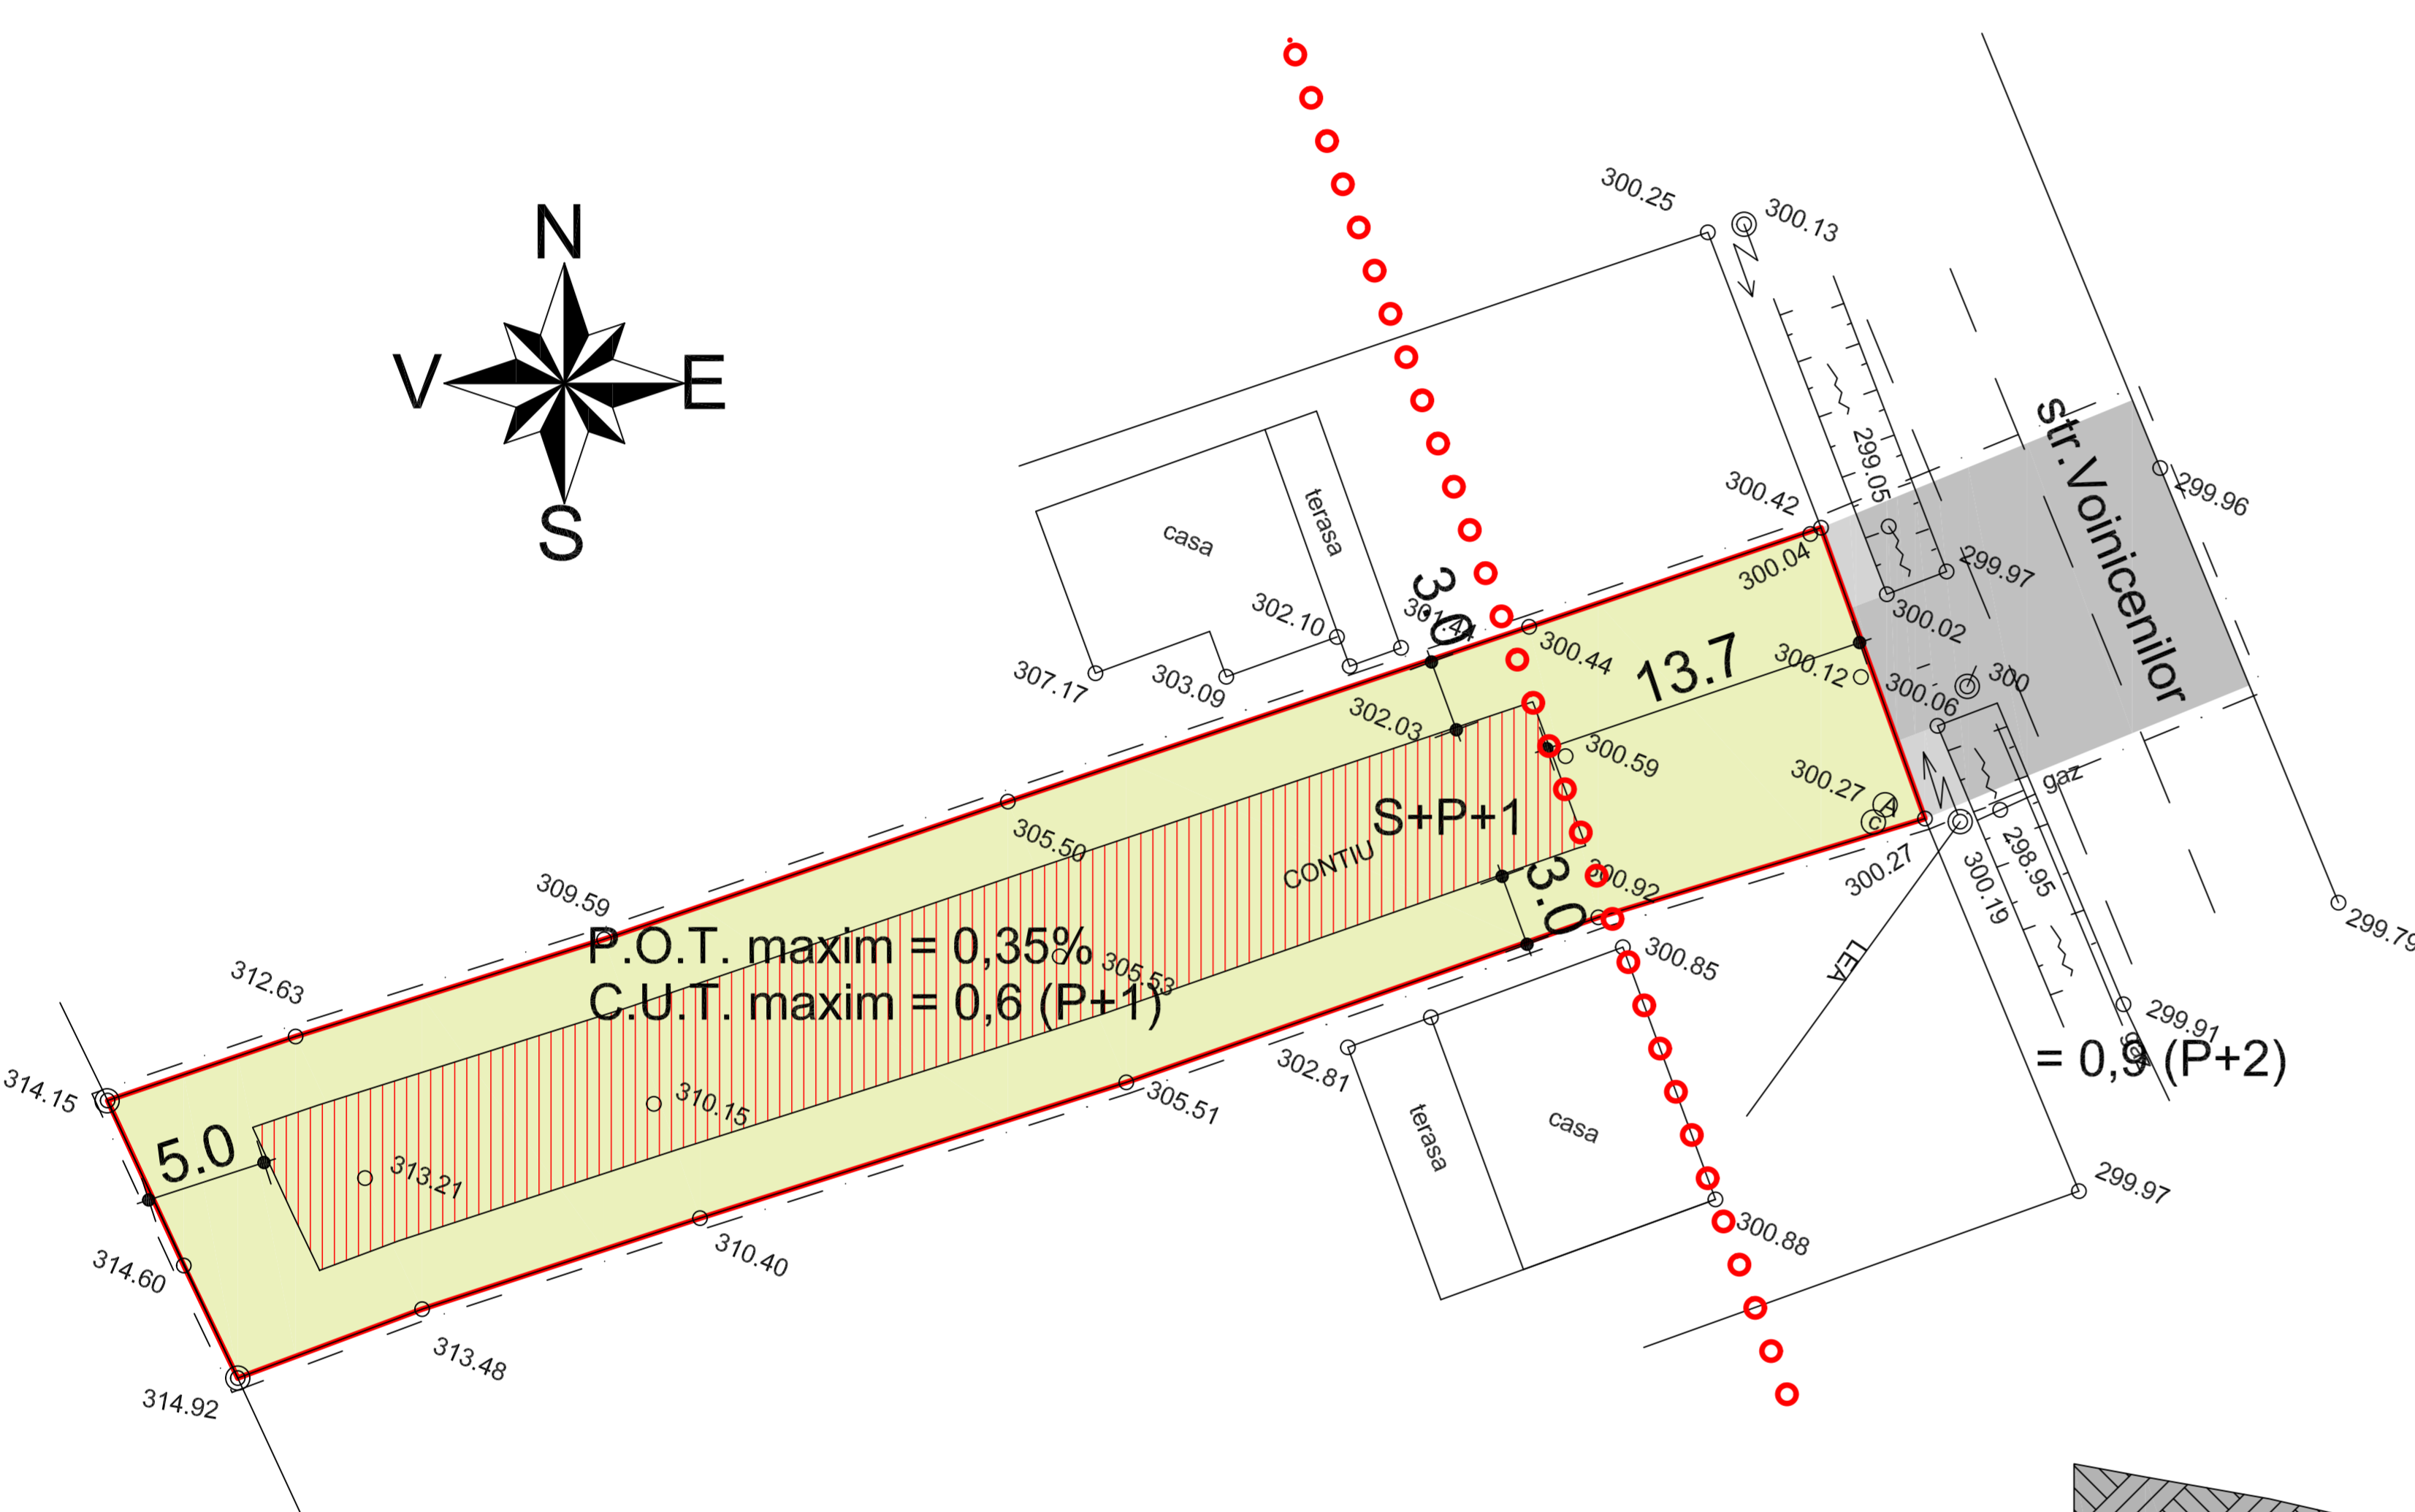 N
V
E
S
300.25
300.13
str.Voinicenilor
299.05
299.96
300.42
300.04
299.97
300.02
casa
terasa
302.10
301.44
3.0
300.44
13.7
300.12
300.06
300
307.17
303.09
302.03
300.59
300.27
A
c
gaz
S+P+1
CONTIU
305.50
309.59
3.0
300.92
300.27
300.19
298.95
299.79
P.O.T. maxim = 0,35%
305.53
C.U.T. maxim = 0,6 (P+1)
312.63
300.85
LEA
299.91
gaz
= 0,9 (P+2)
314.15
302.81
305.51
310.15
terasa
casa
5.0
313.21
299.97
314.60
310.40
300.88
313.48
314.92